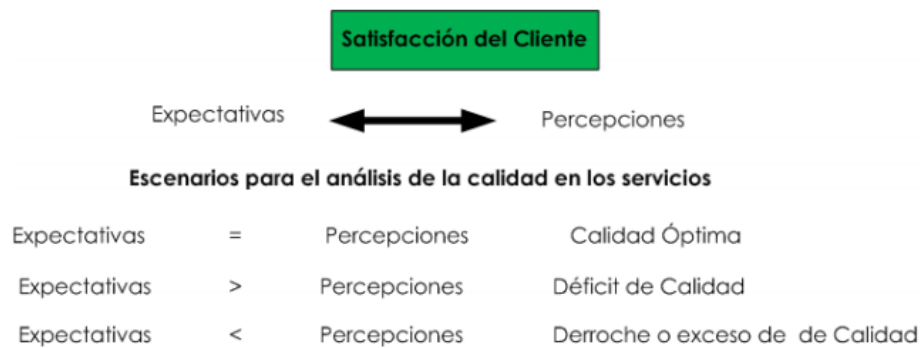 Satisfacción del Cliente
Expectativas Percepciones
Escenarios para el análisis de la calidad en los servicios
Expectativas = Percepciones Calidad Óptima
Expectativas > Percepciones Déficit de Calidad
Expectativas < Percepciones Derroche o exceso de de Calidad